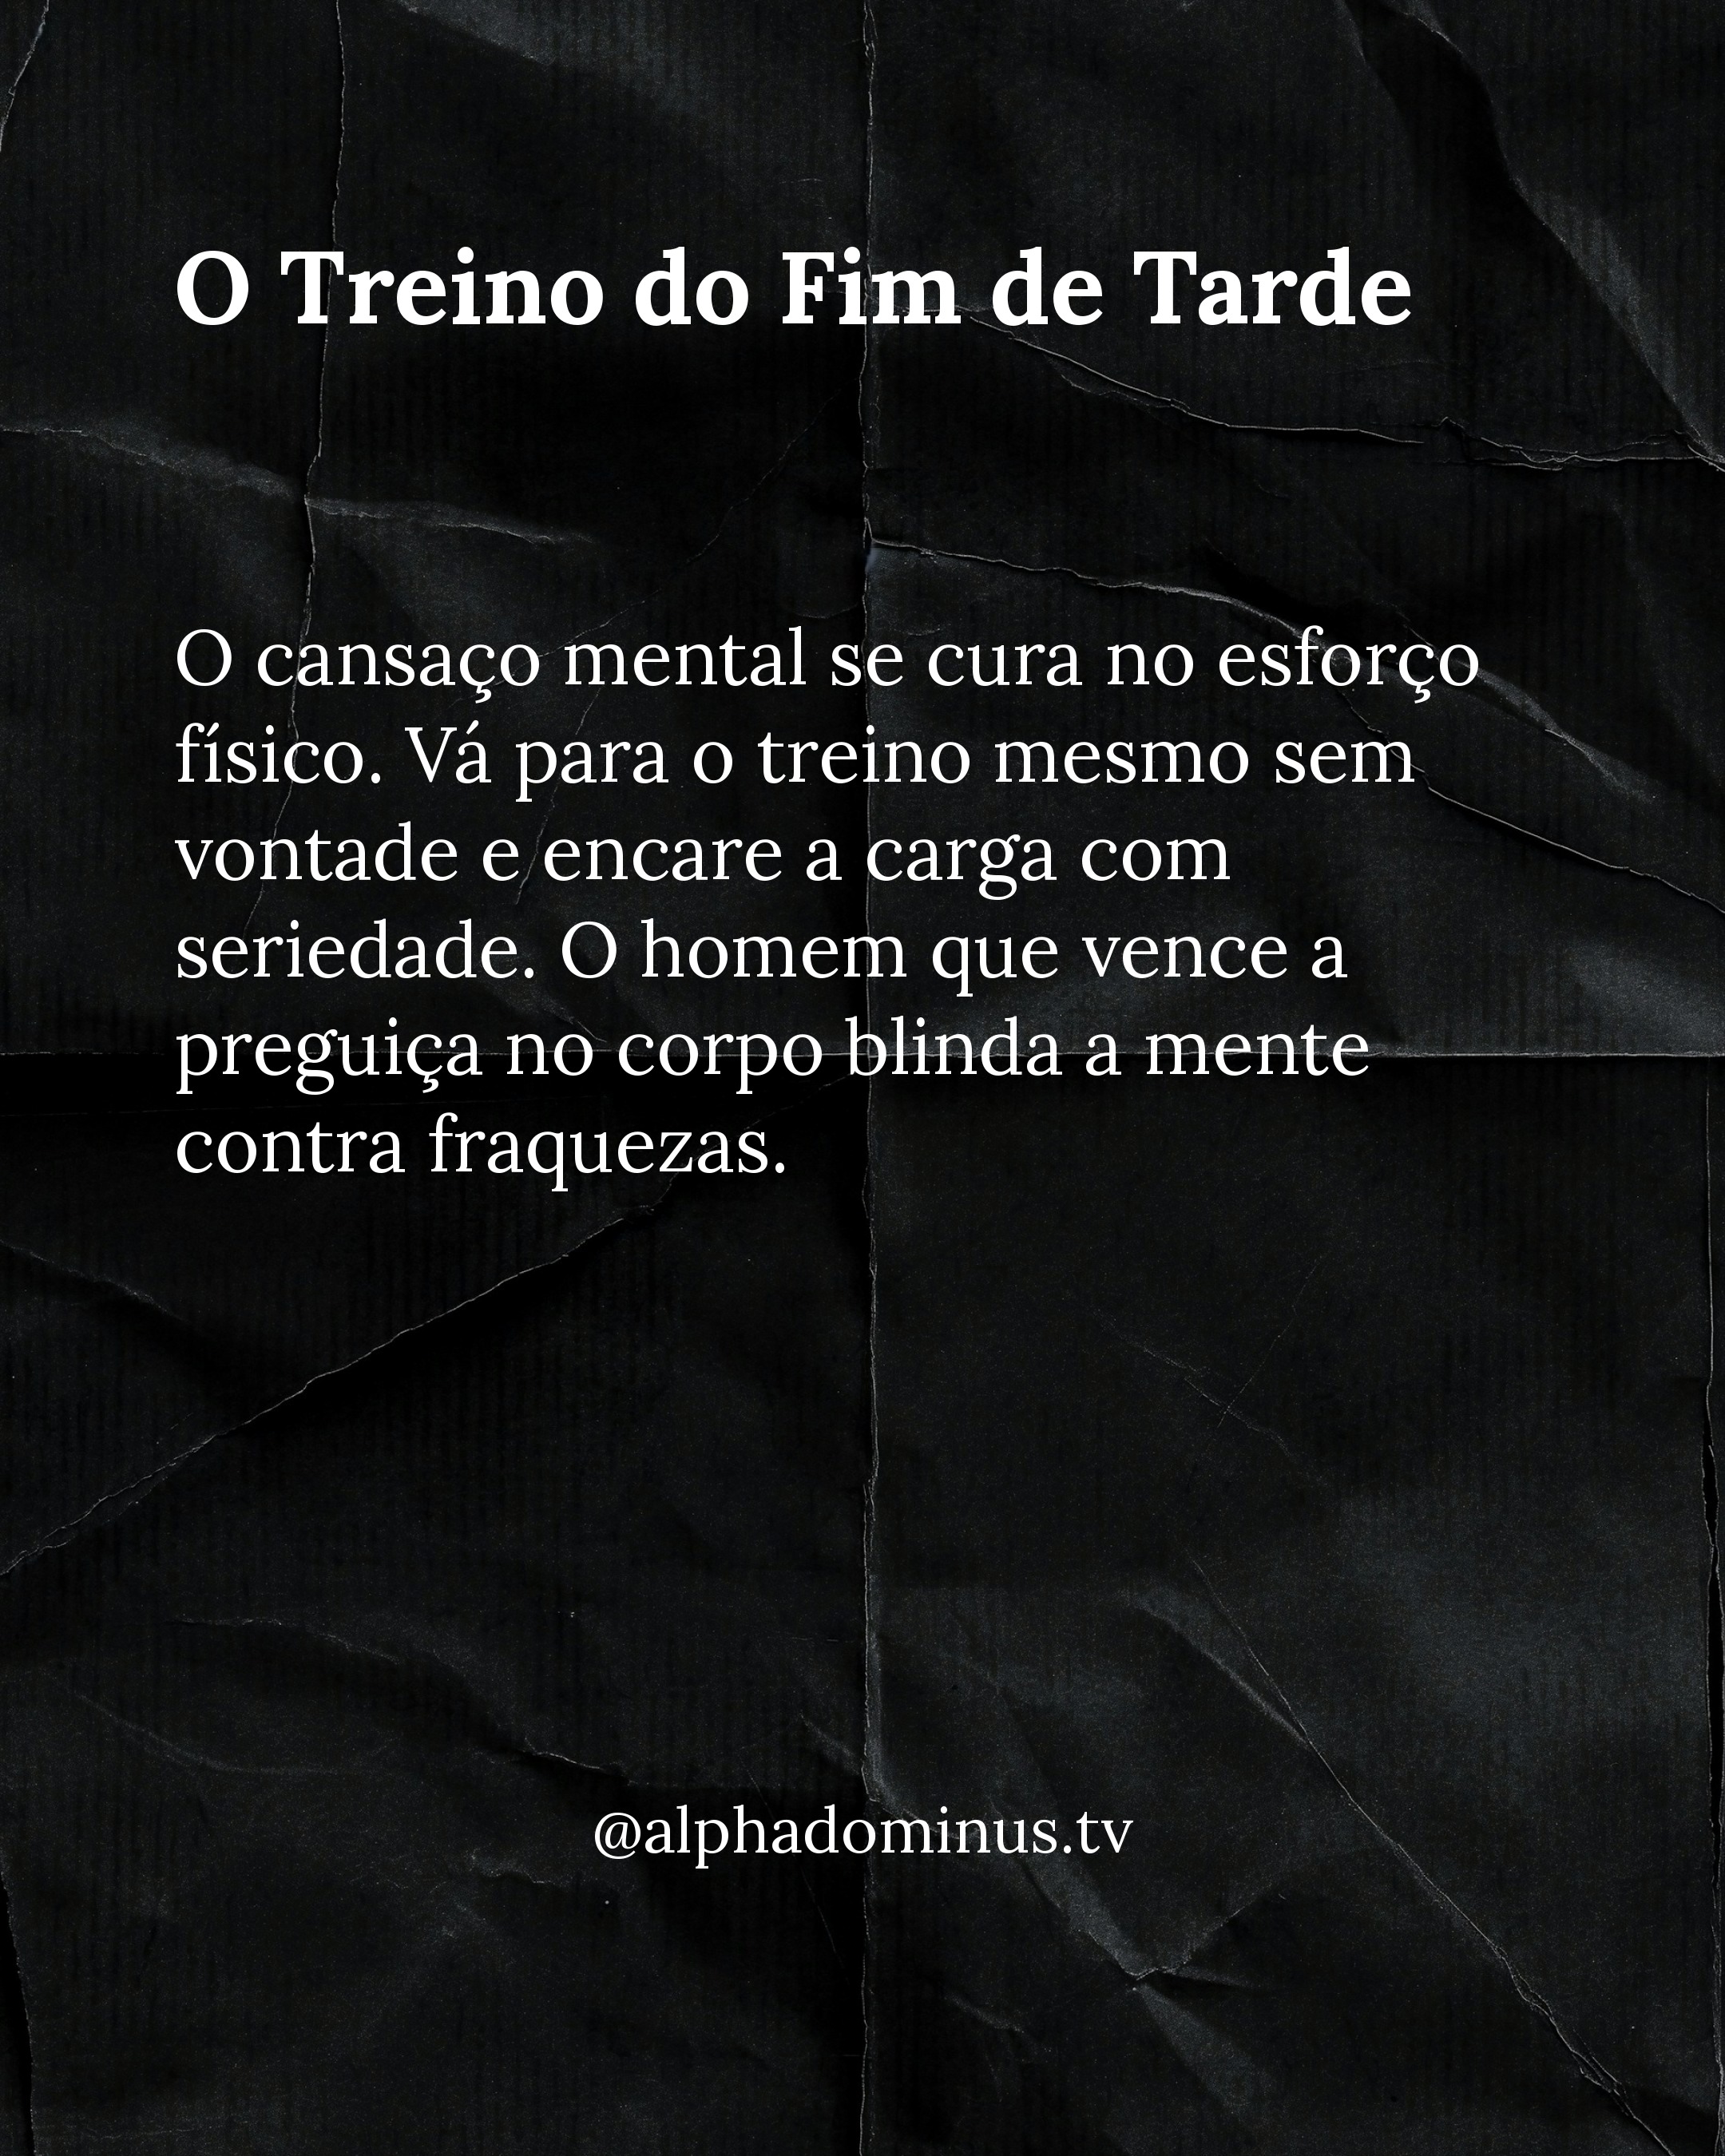 O Treino do Fim de Tarde
O cansaço mental se cura no esforço
físico. Vá para o treino mesmo sem
vontade e encare a carga com
seriedade. O homem que vence a
preguiça no corpo blinda a mente
contra fraquezas.
@alphadominus.tv